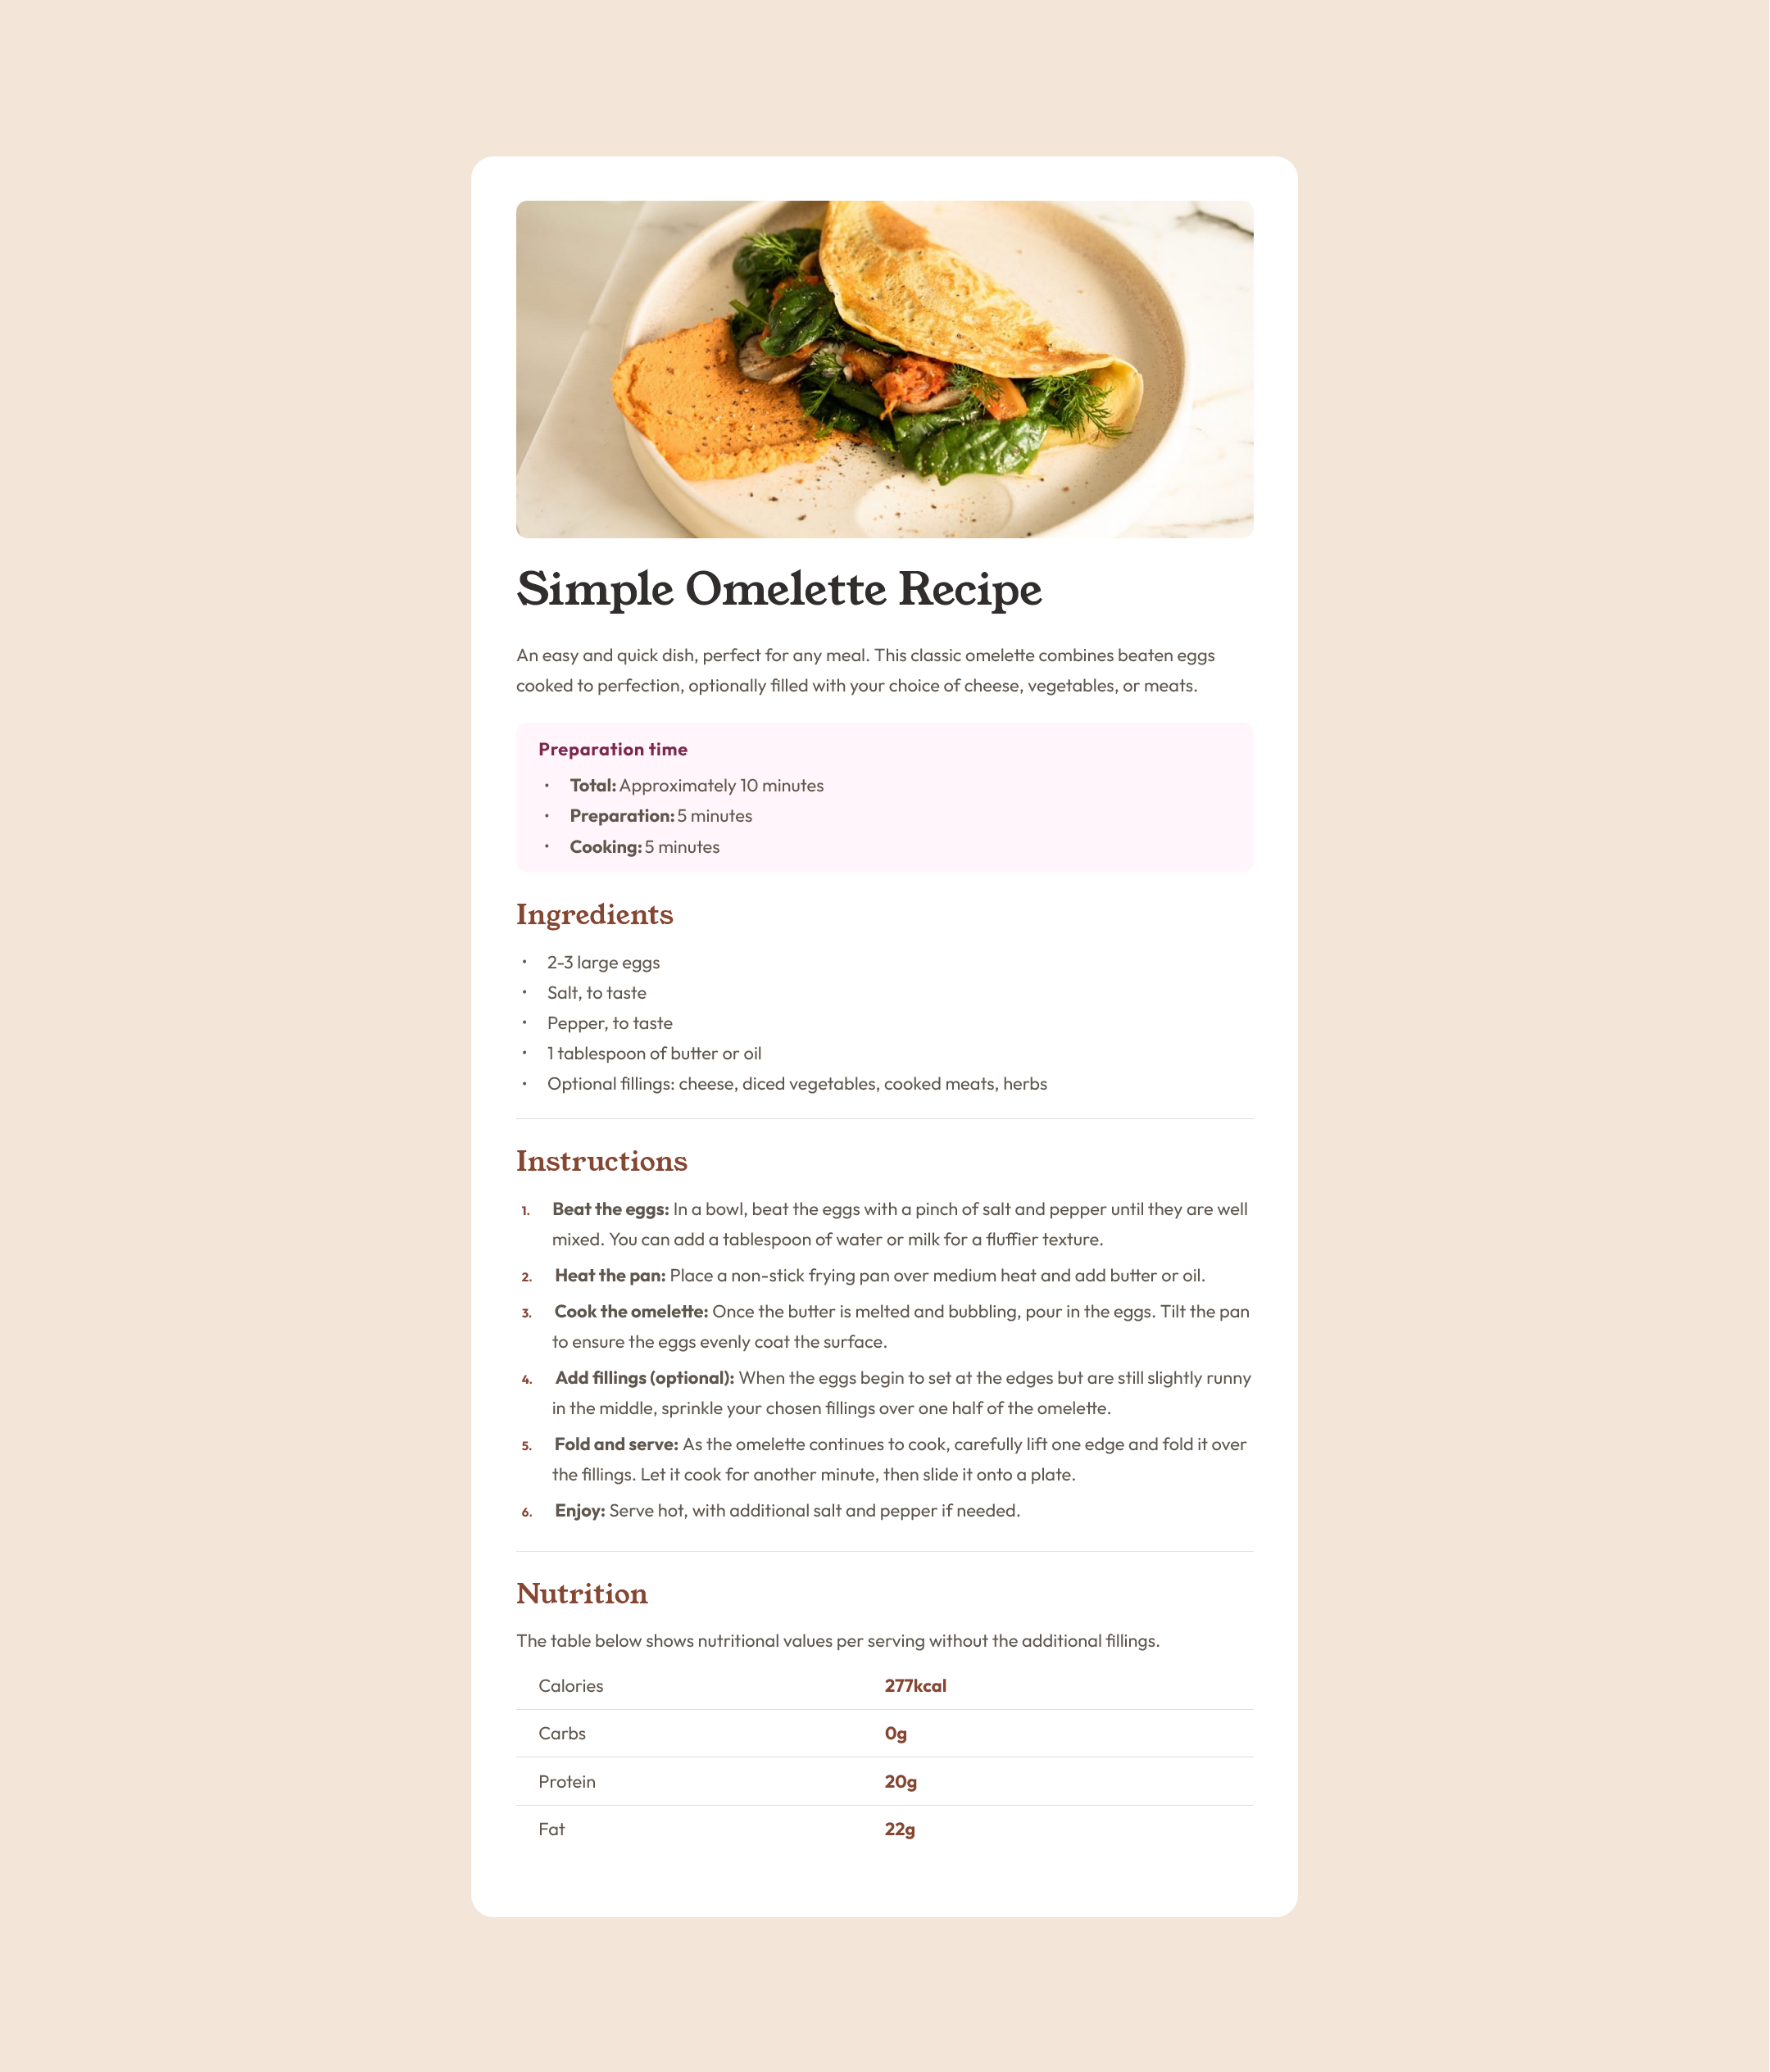 Simple Omelette Recipe
An easy and quick dish, perfect for any meal. This classic omelette combines beaten eggs
cooked to perfection, optionally filled with your choice of cheese, vegetables, or meats.
Preparation time
• Total: Approximately 10 minutes
• Preparation: 5 minutes
• Cooking: 5 minutes
Ingredients
• 2-3 large eggs
• Salt, to taste
• Pepper, to taste
• 1 tablespoon of butter or oil
• Optional fillings: cheese, diced vegetables, cooked meats, herbs
Instructions
1. Beat the eggs: In a bowl, beat the eggs with a pinch of salt and pepper until they are well
mixed. You can add a tablespoon of water or milk for a fluffier texture.
2. Heat the pan: Place a non-stick frying pan over medium heat and add butter or oil.
3. Cook the omelette: Once the butter is melted and bubbling, pour in the eggs. Tilt the pan
to ensure the eggs evenly coat the surface.
4. Add fillings (optional): When the eggs begin to set at the edges but are still slightly runny
in the middle, sprinkle your chosen fillings over one half of the omelette.
5. Fold and serve: As the omelette continues to cook, carefully lift one edge and fold it over
the fillings. Let it cook for another minute, then slide it onto a plate.
6. Enjoy: Serve hot, with additional salt and pepper if needed.
Nutrition
The table below shows nutritional values per serving without the additional fillings.
Calories 277kcal
Carbs 0g
Protein 20g
Fat 22g